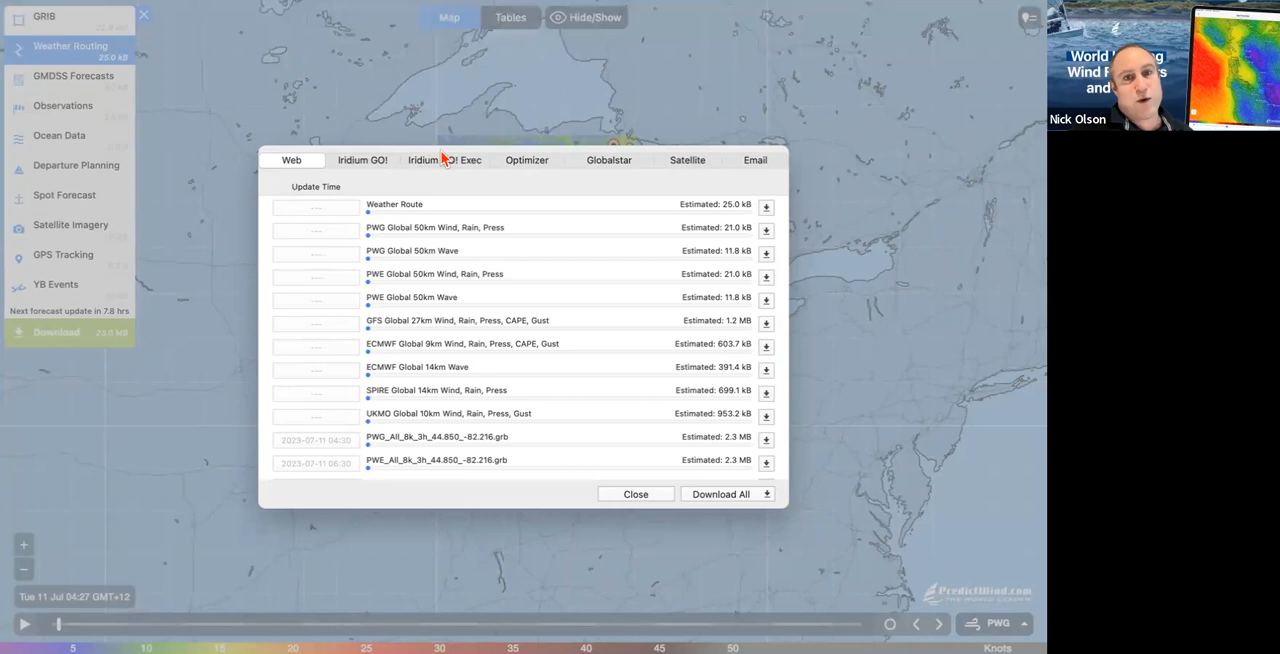 GRIBS
Weather Routing
25.0 kB
GMDSS Forecasts
Observations
Ocean Data
Departure Planning
Spot Forecast
Satellite Imagery
GPS Tracking
YB Events
Next forecast update in 7.8 hrs
Download
23.0 MB
Map
Tables
Hide/Show
Web
Iridium GO!
Iridium GO! Exec
Optimizer
Globalstar
Satellite
Email
Update Time
---
Weather Route
Estimated: 25.0 kB
---
PWG Global 50km Wind, Rain, Press
Estimated: 21.0 kB
---
PWG Global 50km Wave
Estimated: 11.8 kB
---
PWE Global 50km Wind, Rain, Press
Estimated: 21.0 kB
---
PWE Global 50km Wave
Estimated: 11.8 kB
---
GFS Global 27km Wind, Rain, Press, CAPE, Gust
Estimated: 1.2 MB
---
ECMWF Global 9km Wind, Rain, Press, CAPE, Gust
Estimated: 603.7 kB
---
ECMWF Global 14km Wave
Estimated: 391.4 kB
---
SPIRE Global 14km Wind, Rain, Press
Estimated: 699.1 kB
---
UKMO Global 10km Wind, Rain, Press, Gust
Estimated: 953.2 kB
2023-07-11 04:30
PWG_All_8k_3h_44.850_-82.216.grb
Estimated: 2.3 MB
2023-07-11 06:30
PWE_All_8k_3h_44.850_-82.216.grb
Estimated: 2.3 MB
Close
Download All
Tue 11 Jul 04:27 GMT+12
PredictWind.com
PWG
5 10 15 20 25 30 35 40 45 50 Knots
World
Wind
and
Nick Olson